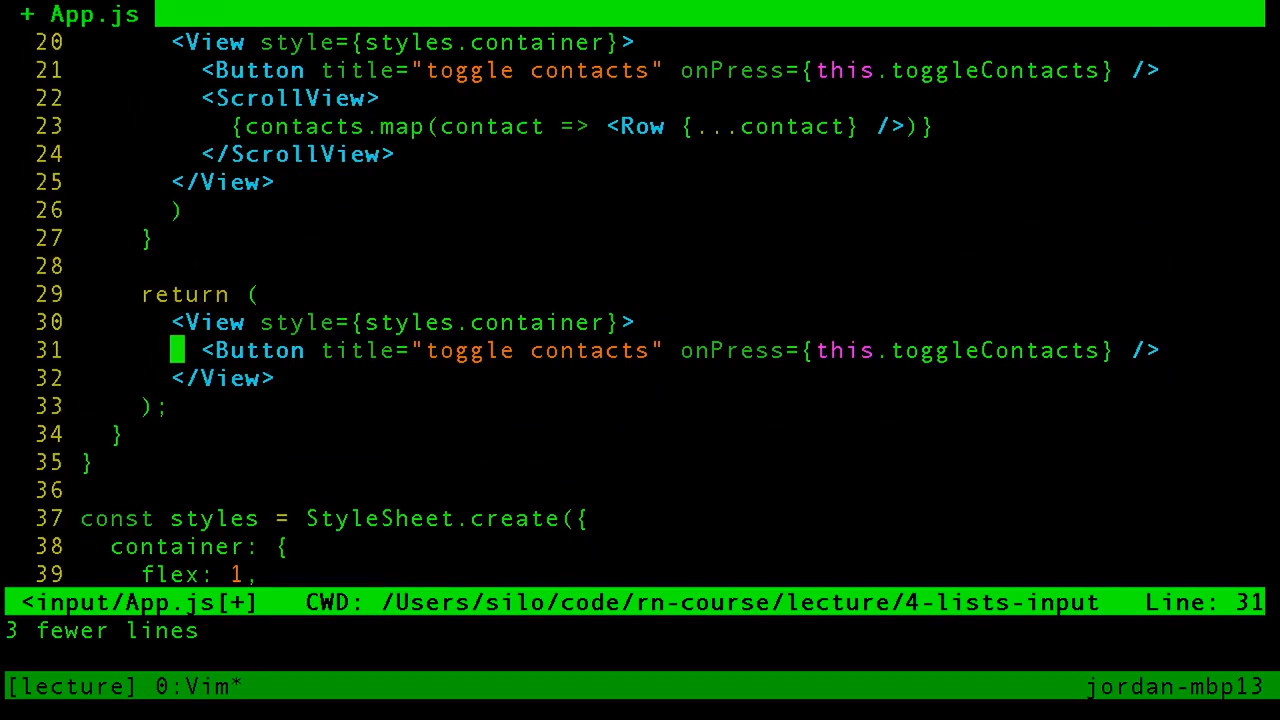 + App.js
20       <View style={styles.container}>
21         <Button title="toggle contacts" onPress={this.toggleContacts} />
22         <ScrollView>
23           {contacts.map(contact => <Row {...contact} />)}
24         </ScrollView>
25       </View>
26       )
27     }
28
29     return (
30       <View style={styles.container}>
31         <Button title="toggle contacts" onPress={this.toggleContacts} />
32       </View>
33     );
34   }
35 }
36
37 const styles = StyleSheet.create({
38   container: {
39     flex: 1,
<input/App.js[+]   CWD: /Users/silo/code/rn-course/lecture/4-lists-input   Line: 31
3 fewer lines
[lecture] 0:Vim* jordan-mbp13